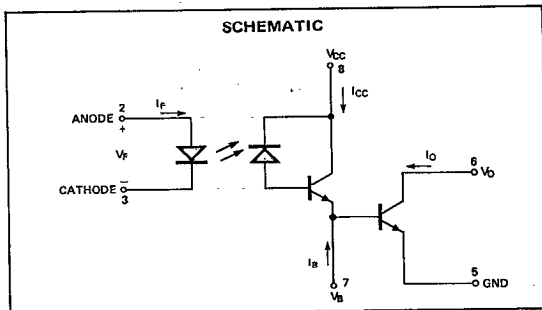 SCHEMATIC
VCC
8
ICC
ANODE 2
+
IF
VF
CATHODE
–
3
IO
6
VO
IB
7
VB
5
GND